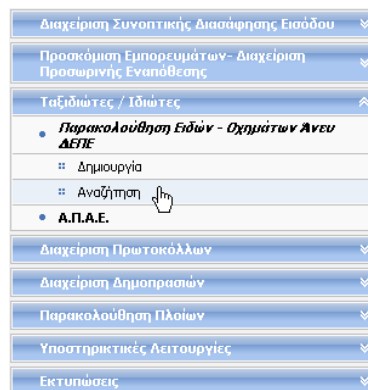 Διαχείριση Συνοπτικής Διασάφησης Εισόδου
Προσκόμιση Εμπορευμάτων- Διαχείριση
Προσωρινής Εναπόθεσης
Ταξιδιώτες / Ιδιώτες
Παρακολούθηση Ειδών - Οχημάτων Άνευ
ΔΕΠΕ
Δημιουργία
Αναζήτηση
Α.Π.Α.Ε.
Διαχείριση Πρωτοκόλλων
Διαχείριση Δημοπρασιών
Παρακολούθηση Πλοίων
Υποστηρικτικές Λειτουργίες
Εκτυπώσεις